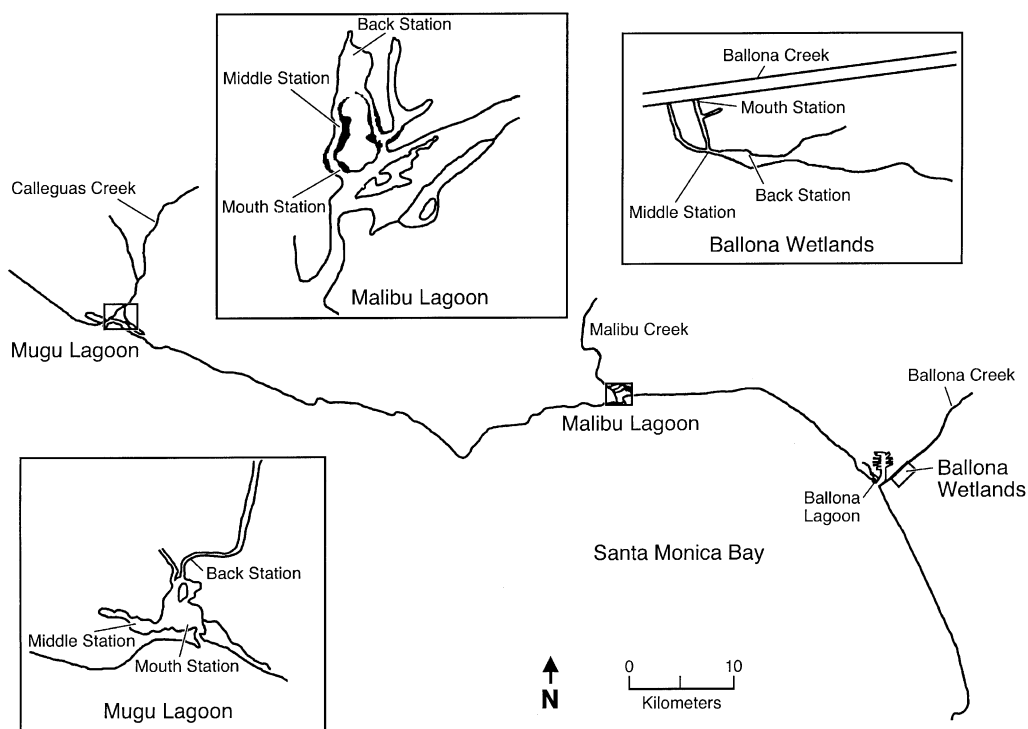 Back Station
Middle Station
Mouth Station
Malibu Lagoon
Ballona Creek
Mouth Station
Back Station
Middle Station
Ballona Wetlands
Calleguas Creek
Mugu Lagoon
Malibu Creek
Malibu Lagoon
Ballona Creek
Ballona
Wetlands
Ballona
Lagoon
Santa Monica Bay
Back Station
Middle Station
Mouth Station
Mugu Lagoon
N
0 10
Kilometers